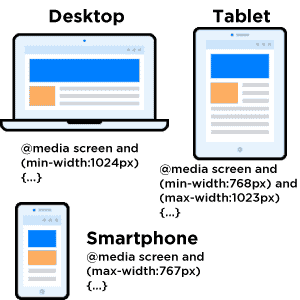 Desktop
@media screen and
(min-width:1024px)
{...}
Tablet
@media screen and
(min-width:768px) and
(max-width:1023px)
{...}
Smartphone
@media screen and
(max-width:767px)
{...}